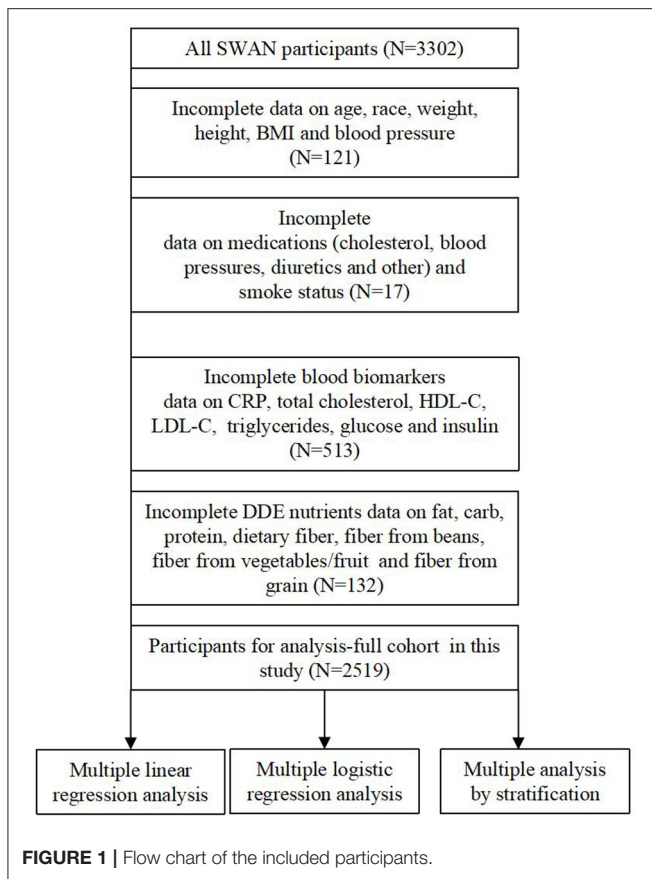 All SWAN participants (N=3302)
Incomplete data on age, race, weight,
height, BMI and blood pressure
(N=121)
Incomplete
data on medications (cholesterol, blood
pressures, diuretics and other) and
smoke status (N=17)
Incomplete blood biomarkers
data on CRP, total cholesterol, HDL-C,
LDL-C, triglycerides, glucose and insulin
(N=513)
Incomplete DDE nutrients data on fat, carb,
protein, dietary fiber, fiber from beans,
fiber from vegetables/fruit and fiber from
grain (N=132)
Participants for analysis-full cohort in this
study (N=2519)
Multiple linear
regression analysis
Multiple logistic
regression analysis
Multiple analysis
by stratification
FIGURE 1 | Flow chart of the included participants.